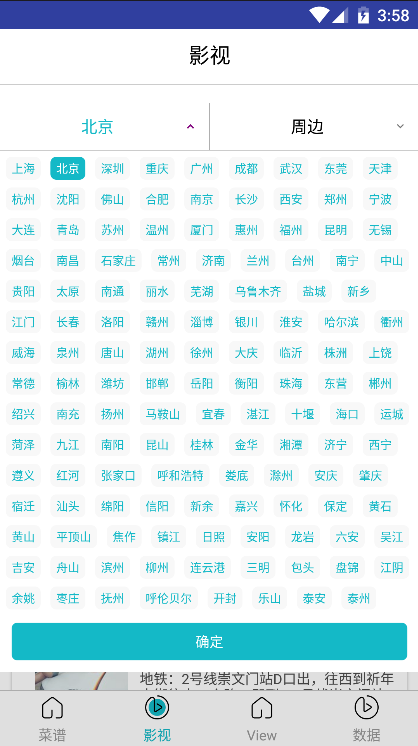 3:58
影视
北京 周边
上海 北京 深圳 重庆 广州 成都 武汉 东莞 天津
杭州 沈阳 佛山 合肥 南京 长沙 西安 郑州 宁波
大连 青岛 苏州 温州 厦门 惠州 福州 昆明 无锡
烟台 南昌 石家庄 常州 济南 兰州 台州 南宁 中山
贵阳 太原 南通 丽水 芜湖 乌鲁木齐 盐城 新乡
江门 长春 洛阳 赣州 淄博 银川 淮安 哈尔滨 衢州
威海 泉州 唐山 湖州 徐州 大庆 临沂 株洲 上饶
常德 榆林 潍坊 邯郸 岳阳 衡阳 珠海 东营 郴州
绍兴 南充 扬州 马鞍山 宜春 湛江 十堰 海口 运城
菏泽 九江 南阳 昆山 桂林 金华 湘潭 济宁 西宁
遵义 红河 张家口 呼和浩特 娄底 滁州 安庆 肇庆
宿迁 汕头 绵阳 信阳 新余 嘉兴 怀化 保定 黄石
黄山 平顶山 焦作 镇江 日照 安阳 龙岩 六安 吴江
吉安 舟山 滨州 柳州 连云港 三明 包头 盘锦 江阴
余姚 枣庄 抚州 呼伦贝尔 开封 乐山 泰安 泰州
确定
地铁：2号线崇文门站D口出，往西到祈年
菜谱 影视 View 数据